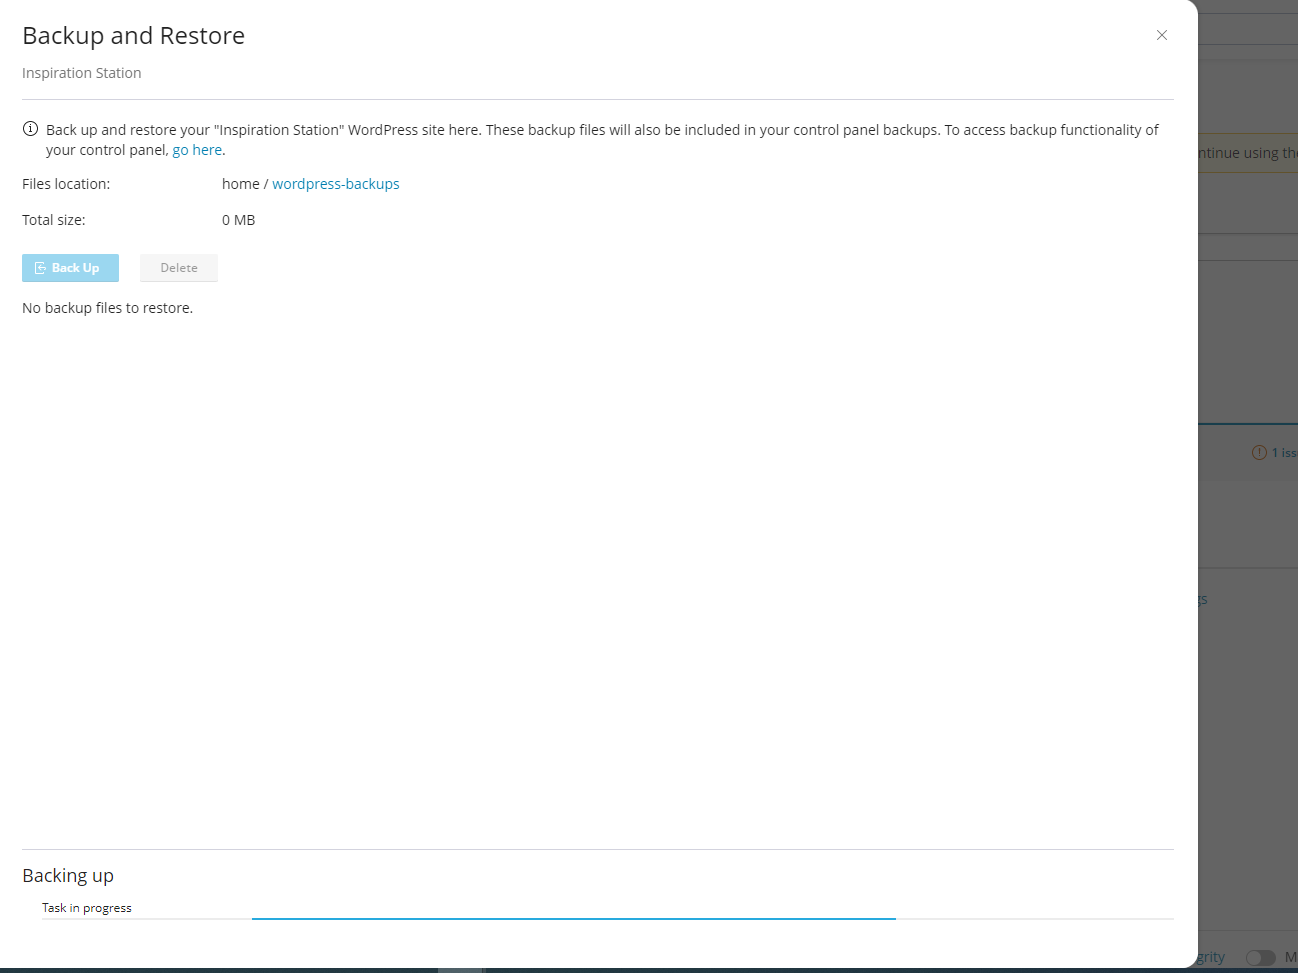 Backup and Restore
Inspiration Station
Back up and restore your "Inspiration Station" WordPress site here. These backup files will also be included in your control panel backups. To access backup functionality of
your control panel, go here.
Files location: home / wordpress-backups
Total size: 0 MB
Back Up Delete
No backup files to restore.
Backing up
Task in progress
ntinue using the
1 iss
gs
grity M